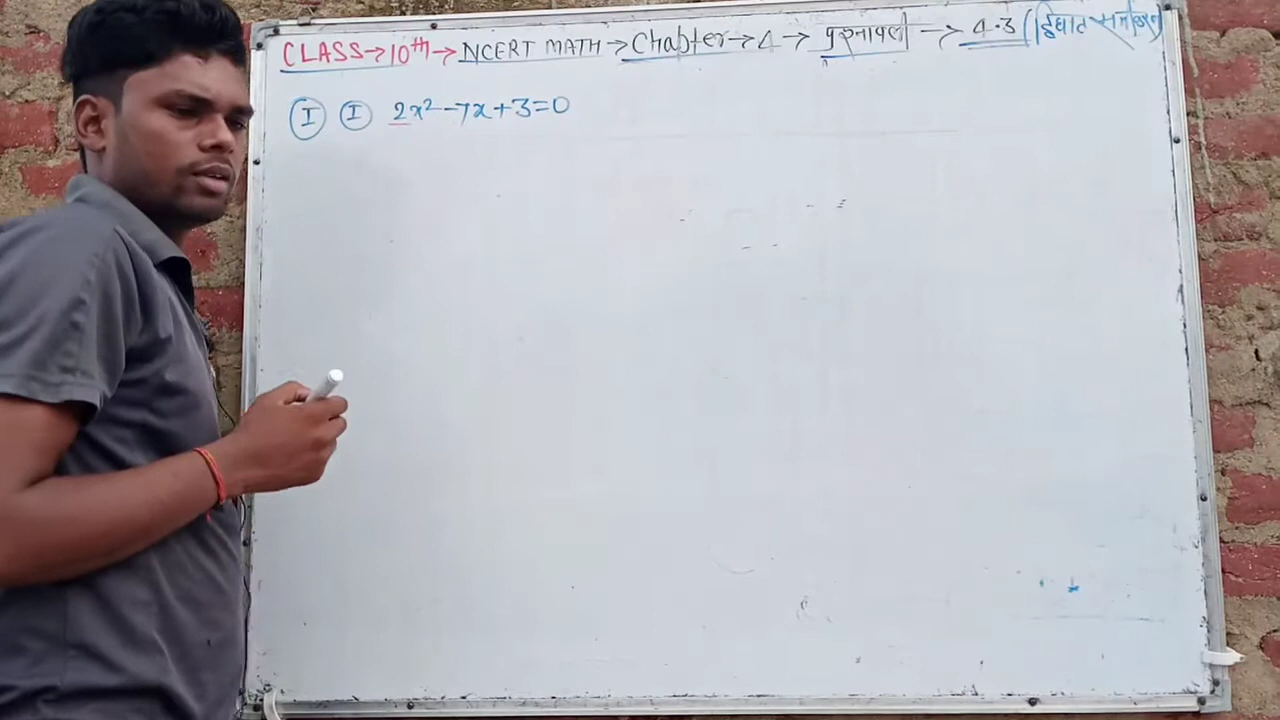 CLASS→10th→NCERT MATH→Chapter→4→ प्रश्नावली → 4.3 (द्विघात समीकरण)
I I 2x²-7x+3=0